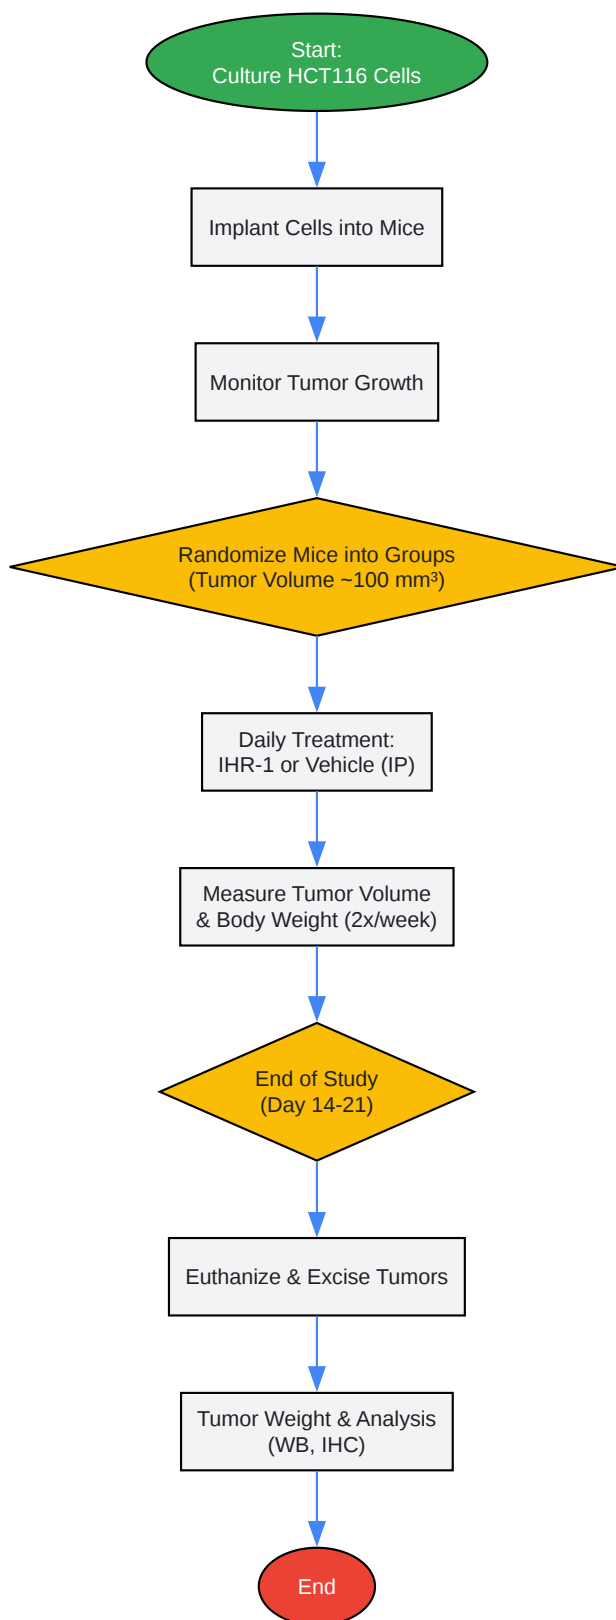 Start:
Culture HCT116 Cells
Implant Cells into Mice
Monitor Tumor Growth
Randomize Mice into Groups
(Tumor Volume ~100 mm³)
Daily Treatment:
IHR-1 or Vehicle (IP)
Measure Tumor Volume
& Body Weight (2x/week)
End of Study
(Day 14-21)
Euthanize & Excise Tumors
Tumor Weight & Analysis
(WB, IHC)
End